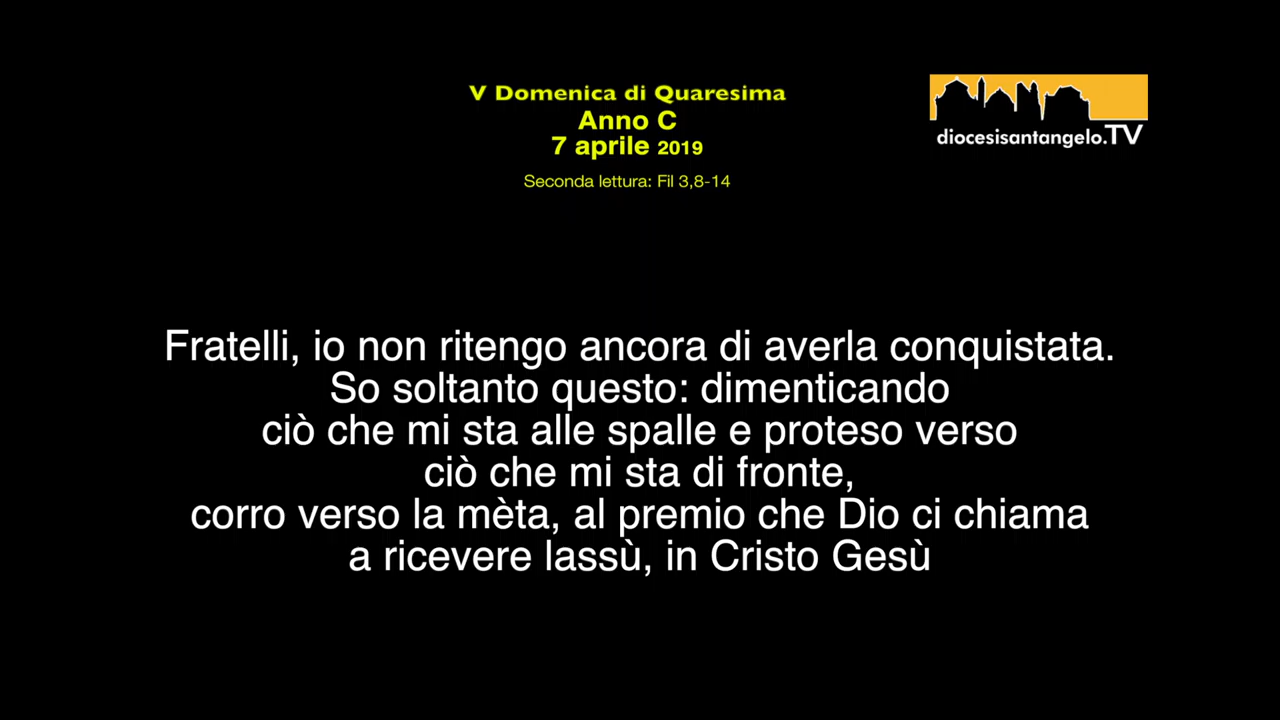 V Domenica di Quaresima
Anno C
7 aprile 2019
Seconda lettura: Fil 3,8-14
diocesisantangelo.TV
Fratelli, io non ritengo ancora di averla conquistata.
So soltanto questo: dimenticando
ciò che mi sta alle spalle e proteso verso
ciò che mi sta di fronte,
corro verso la mèta, al premio che Dio ci chiama
a ricevere lassù, in Cristo Gesù